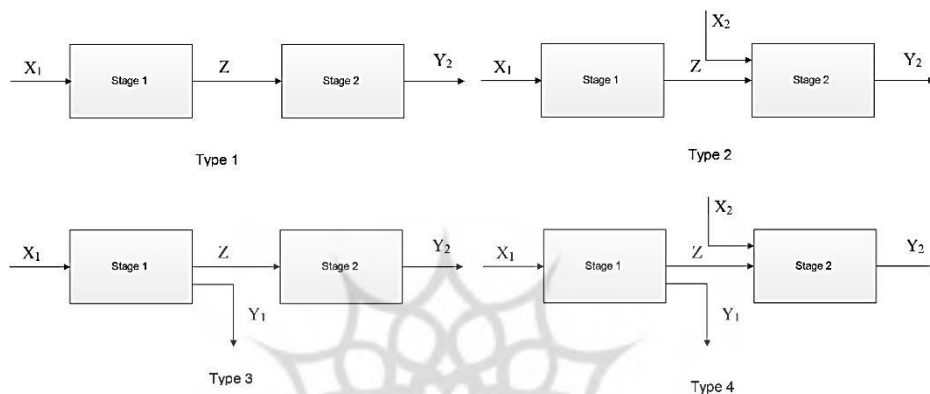 X₁
Stage 1
Z
Stage 2
Y₂
Type 1
X₂
X₁
Stage 1
Z
Stage 2
Y₂
Type 2
X₁
Stage 1
Z
Stage 2
Y₂
Y₁
Type 3
X₂
X₁
Stage 1
Z
Stage 2
Y₂
Y₁
Type 4